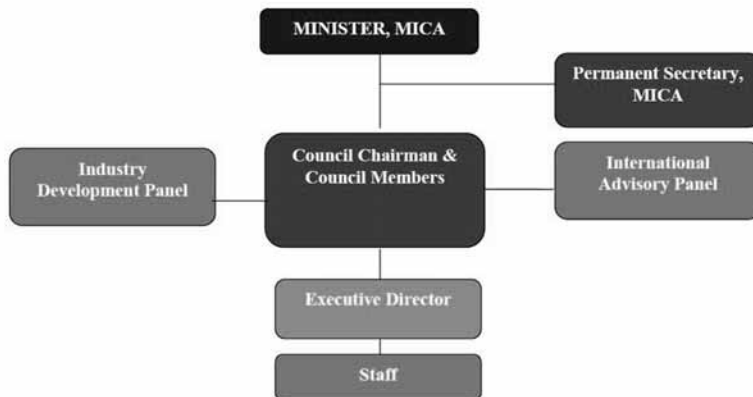 MINISTER, MICA
Permanent Secretary,
MICA
Industry
Development Panel
Council Chairman &
Council Members
International
Advisory Panel
Executive Director
Staff